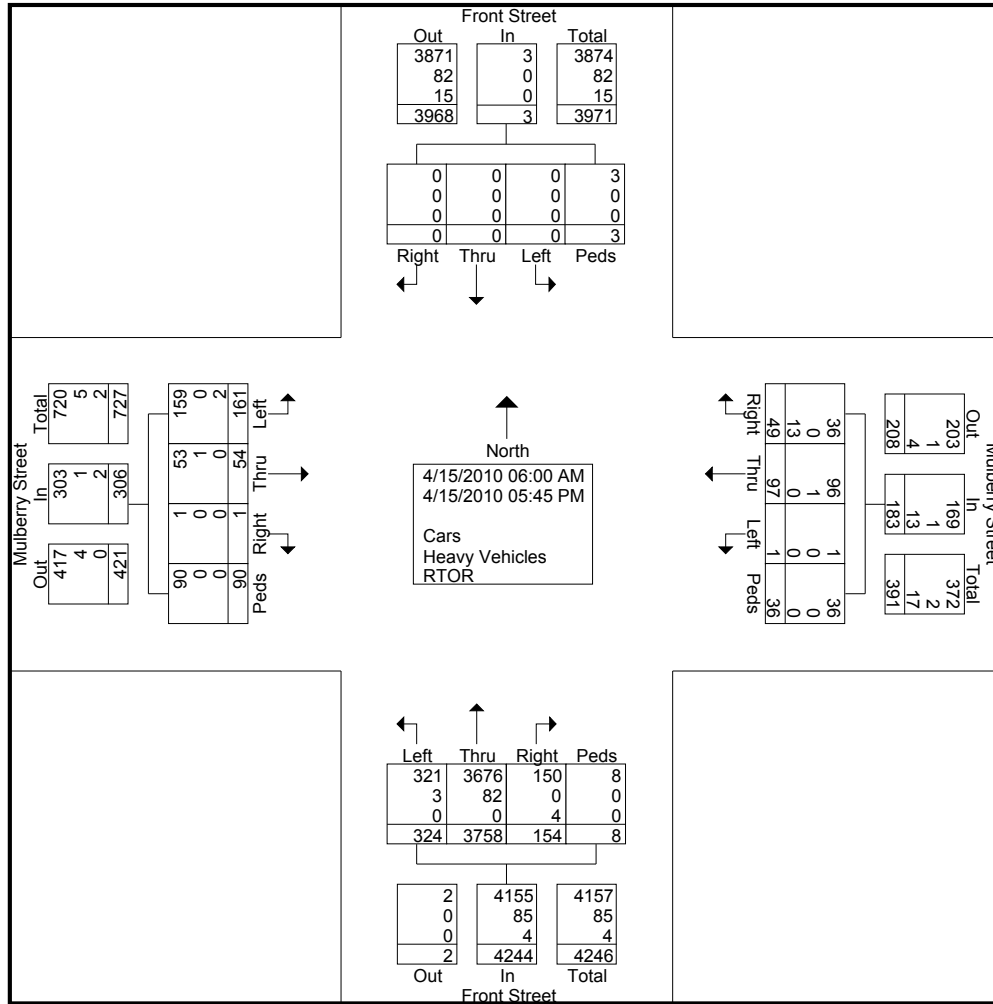 Front Street
Out In Total
3871 3 3874
82 0 82
15 0 15
3968 3 3971
0 0 0 3
0 0 0 0
0 0 0 0
0 0 0 3
Right Thru Left Peds
Mulberry Street
Total In Out
720 303 417
5 1 4
2 2 0
727 306 421
159 53 1 90
0 1 0 0
2 0 0 0
161 54 1 90
Left Thru Right Peds
North
4/15/2010 06:00 AM
4/15/2010 05:45 PM
Cars
Heavy Vehicles
RTOR
Right Thru Left Peds
36 96 1 36
0 1 0 0
13 0 0 0
49 97 1 36
Mulberry Street
Out In Total
203 169 372
1 1 2
4 13 17
208 183 391
Left Thru Right Peds
321 3676 150 8
3 82 0 0
0 0 4 0
324 3758 154 8
2 4155 4157
0 85 85
0 4 4
2 4244 4246
Out In Total
Front Street